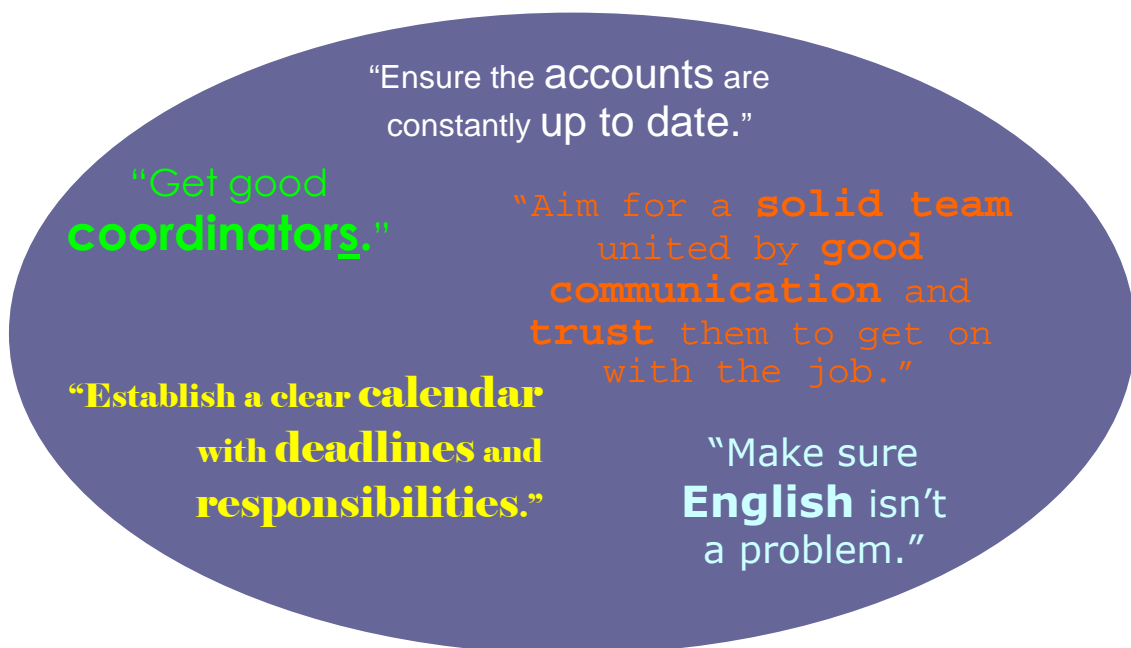 “Ensure the accounts are
constantly up to date.”
“Get good
coordinators.”
“Aim for a solid team
united by good
communication and
trust them to get on
with the job.”
“Establish a clear calendar
with deadlines and
responsibilities.”
“Make sure
English isn’t
a problem.”